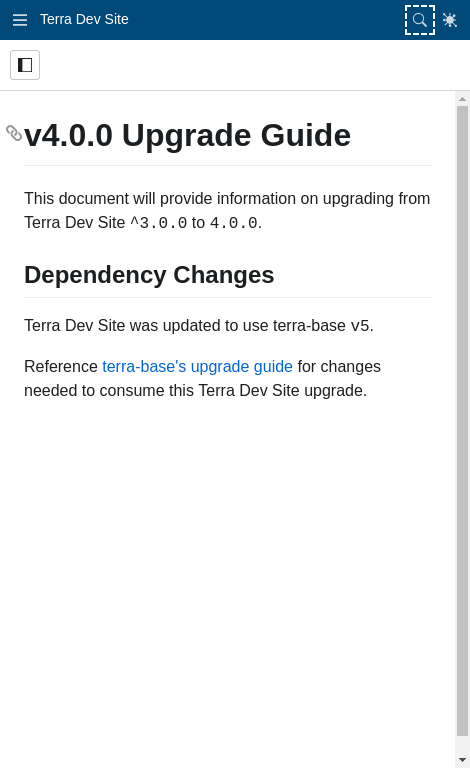 Terra Dev Site
v4.0.0 Upgrade Guide
This document will provide information on upgrading from
Terra Dev Site ^3.0.0 to 4.0.0.
Dependency Changes
Terra Dev Site was updated to use terra-base v5.
Reference terra-base's upgrade guide for changes
needed to consume this Terra Dev Site upgrade.